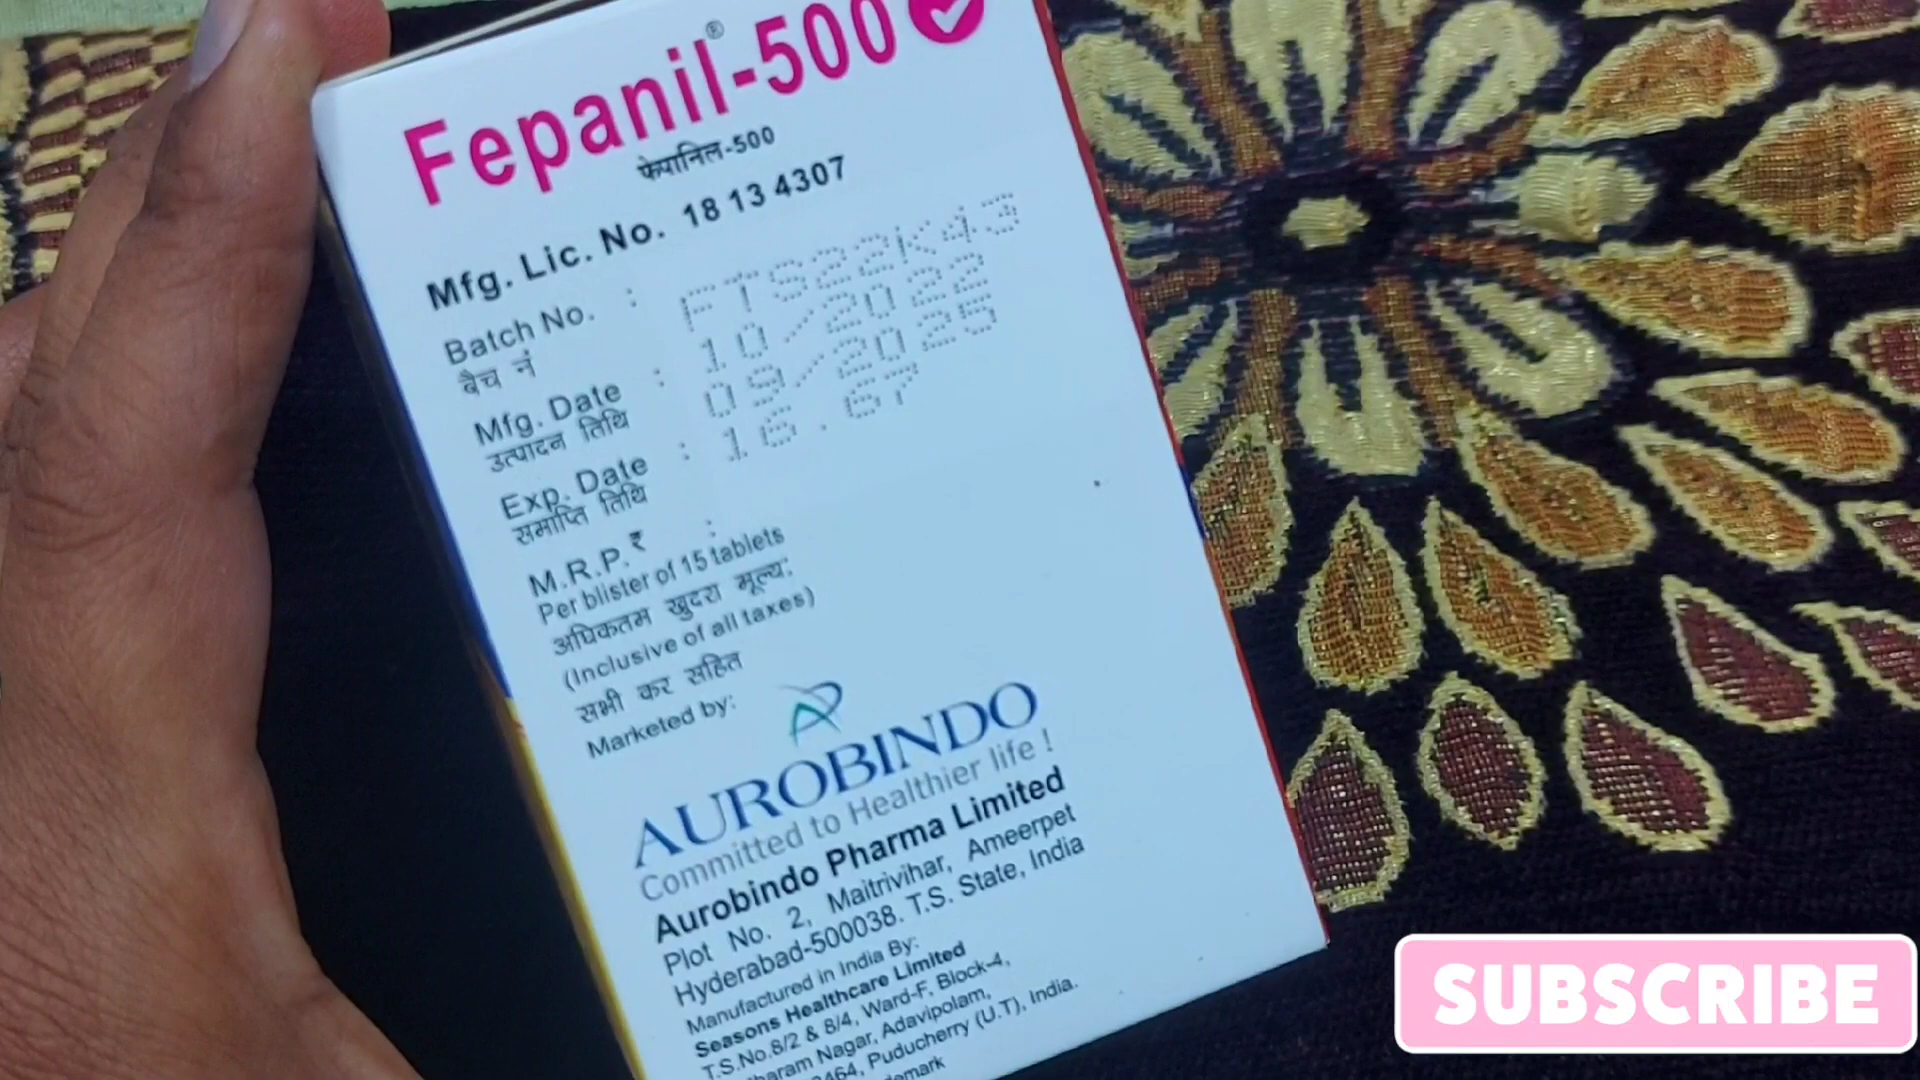 Fepanil®-500
फेपानिल-500
Mfg. Lic. No. 18 13 4307
Batch No. : FTS22K43
बैच नं
Mfg. Date : 10/2022
उत्पादन तिथि
Exp. Date : 09/2025
समाप्ति तिथि
M.R.P.₹ : 16.67
Per blister of 15 tablets
अधिकतम खुदरा मूल्य:
(Inclusive of all taxes)
सभी कर सहित
Marketed by:
AUROBINDO
Committed to Healthier life !
Aurobindo Pharma Limited
Plot No. 2, Maitrivihar, Ameerpet
Hyderabad-500038. T.S. State, India
Manufactured in India By:
Seasons Healthcare Limited
T.S.No.8/2 & 8/4, Ward-F, Block-4,
Nagar, Adavipolam,
Puducherry (U.T), India.
SUBSCRIBE